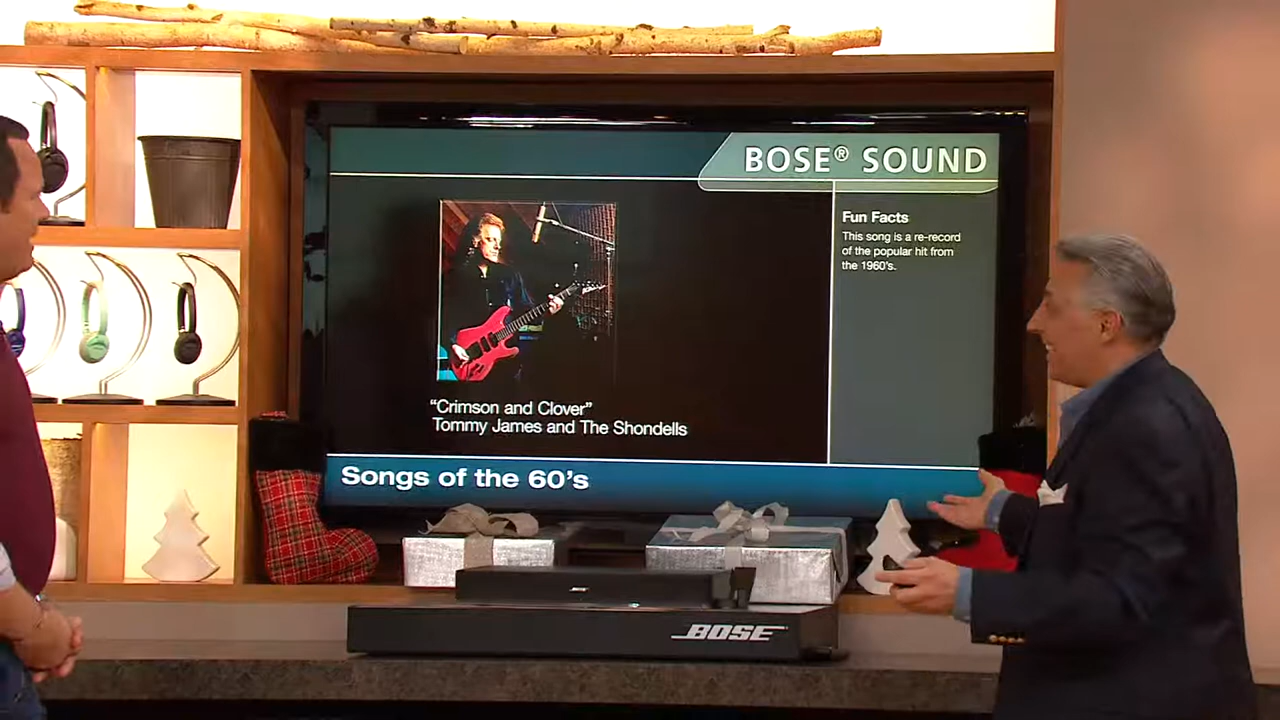 BOSE® SOUND
Fun Facts
This song is a re-record
of the popular hit from
the 1960's.
"Crimson and Clover"
Tommy James and The Shondells
Songs of the 60's
BOSE